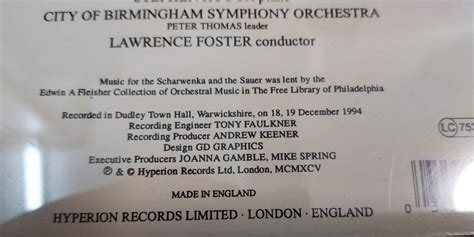 CITY OF BIRMINGHAM SYMPHONY ORCHESTRA
PETER THOMAS leader
LAWRENCE FOSTER conductor
Music for the Scharwenka and the Sauer was lent by the
Edwin A Fleisher Collection of Orchestral Music in The Free Library of Philadelphia
Recorded in Dudley Town Hall, Warwickshire, on 18, 19 December 1994
Recording Engineer TONY FAULKNER
Recording Producer ANDREW KEENER
Design GD GRAPHICS
Executive Producers JOANNA GAMBLE, MIKE SPRING
℗ & © Hyperion Records Ltd, London, MCMXCV
LC
MADE IN ENGLAND
0
HYPERION RECORDS LIMITED · LONDON · ENGLAND